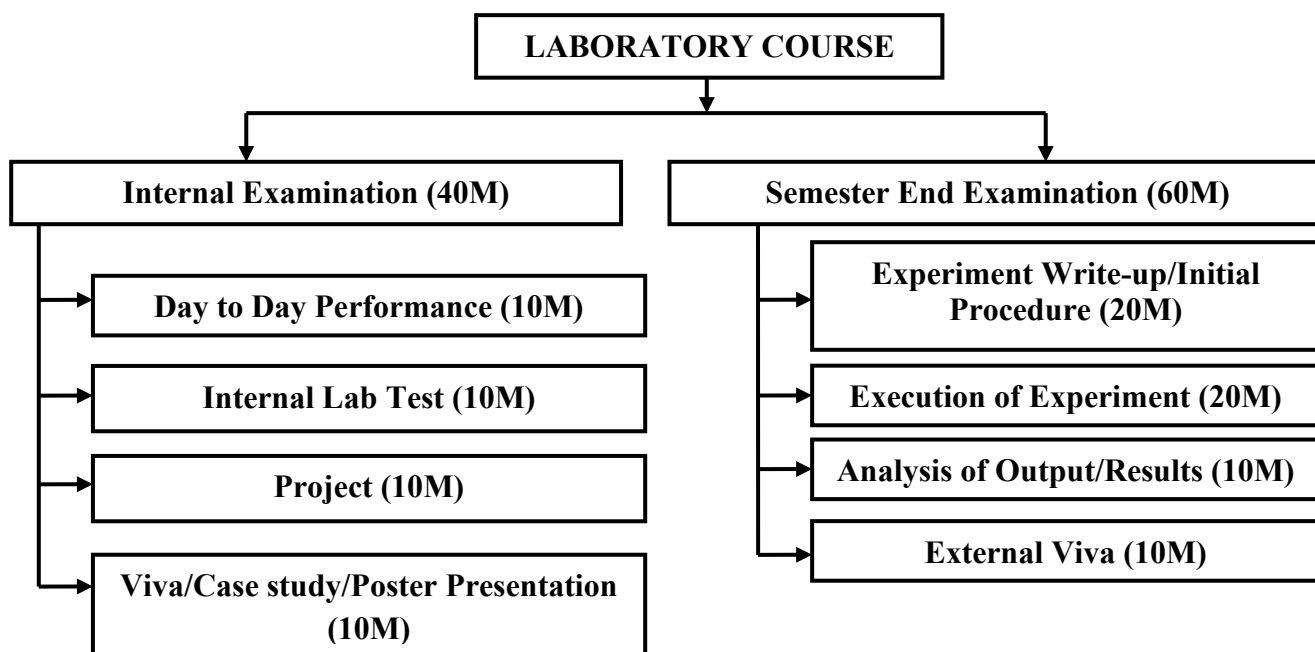 LABORATORY COURSE
Internal Examination (40M)
Day to Day Performance (10M)
Internal Lab Test (10M)
Project (10M)
Viva/Case study/Poster Presentation
(10M)
Semester End Examination (60M)
Experiment Write-up/Initial
Procedure (20M)
Execution of Experiment (20M)
Analysis of Output/Results (10M)
External Viva (10M)